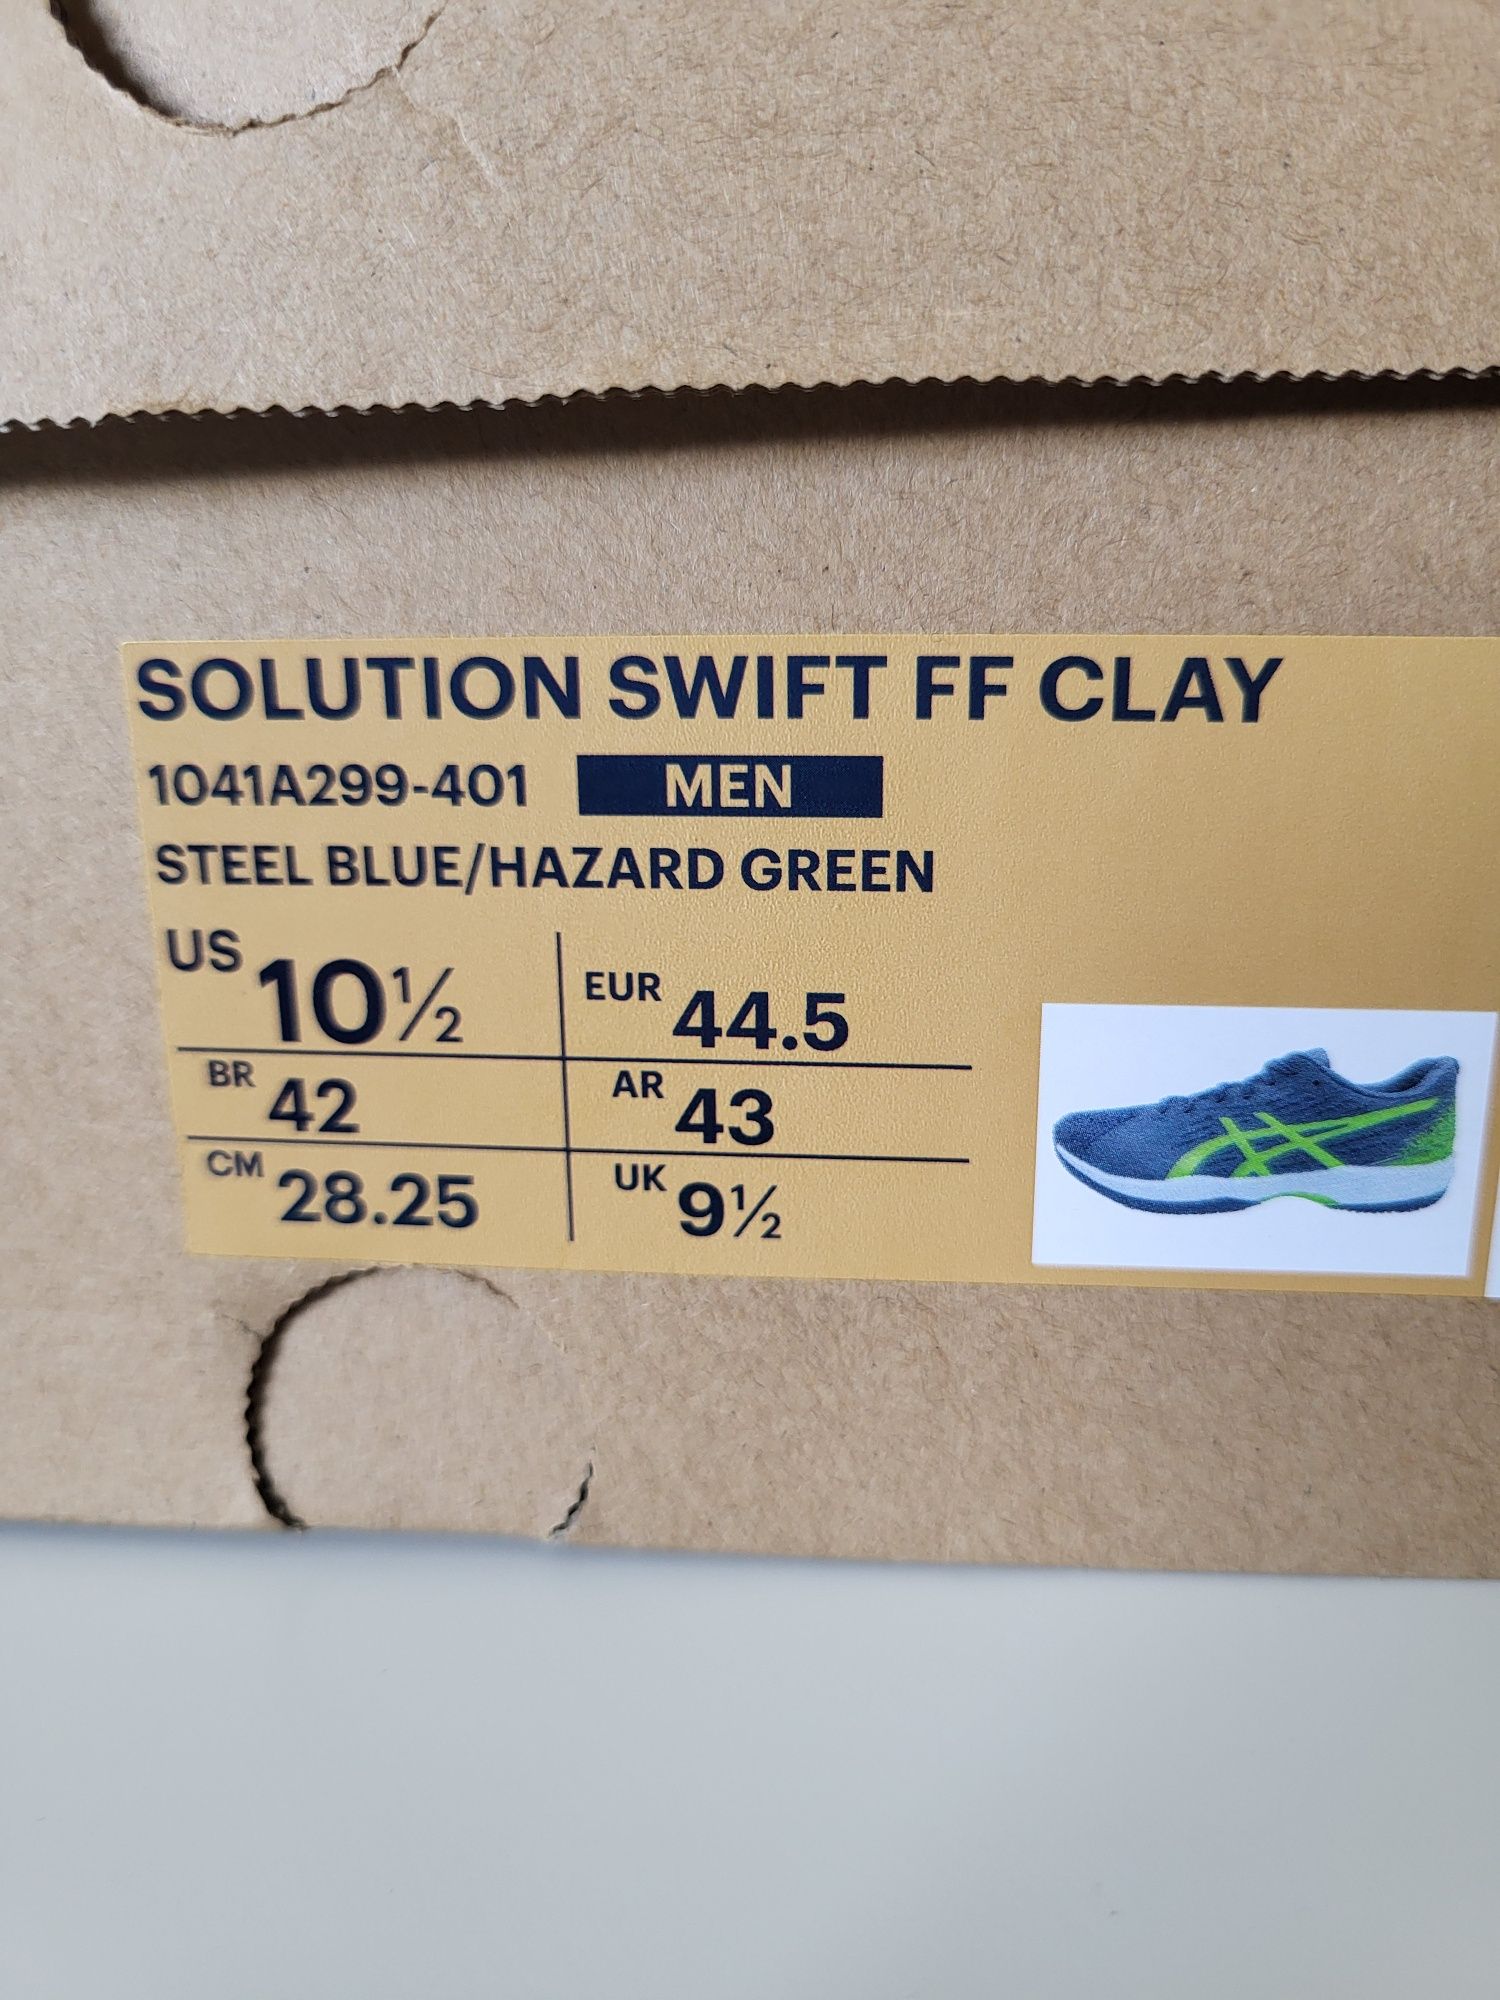 SOLUTION SWIFT FF CLAY
1041A299-401 MEN
STEEL BLUE/HAZARD GREEN
US 10½ EUR 44.5
BR 42 AR 43
CM 28.25 UK 9½